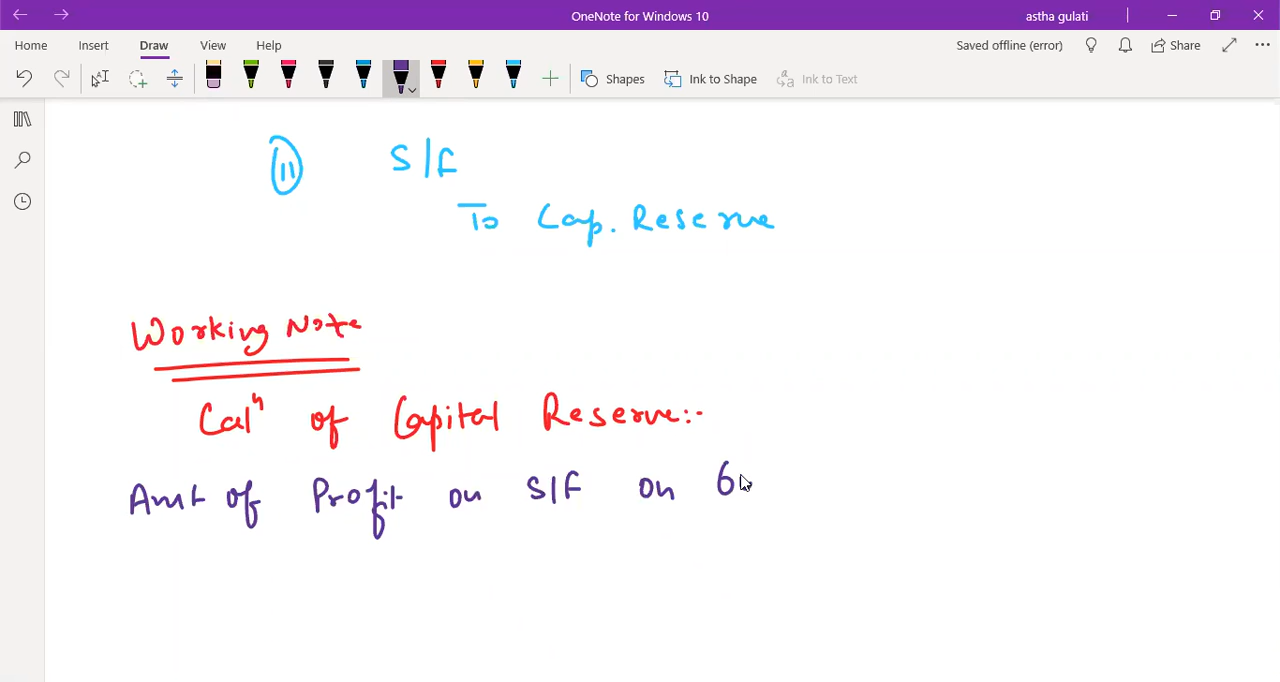 OneNote for Windows 10
astha gulati
Home Insert Draw View Help
Saved offline (error)
Share
Shapes
Ink to Shape
Ink to Text
(II) S/F
To Cap. Reserve
Working Note
Calⁿ of Capital Reserve:-
Amt of Profit on S/F on 6